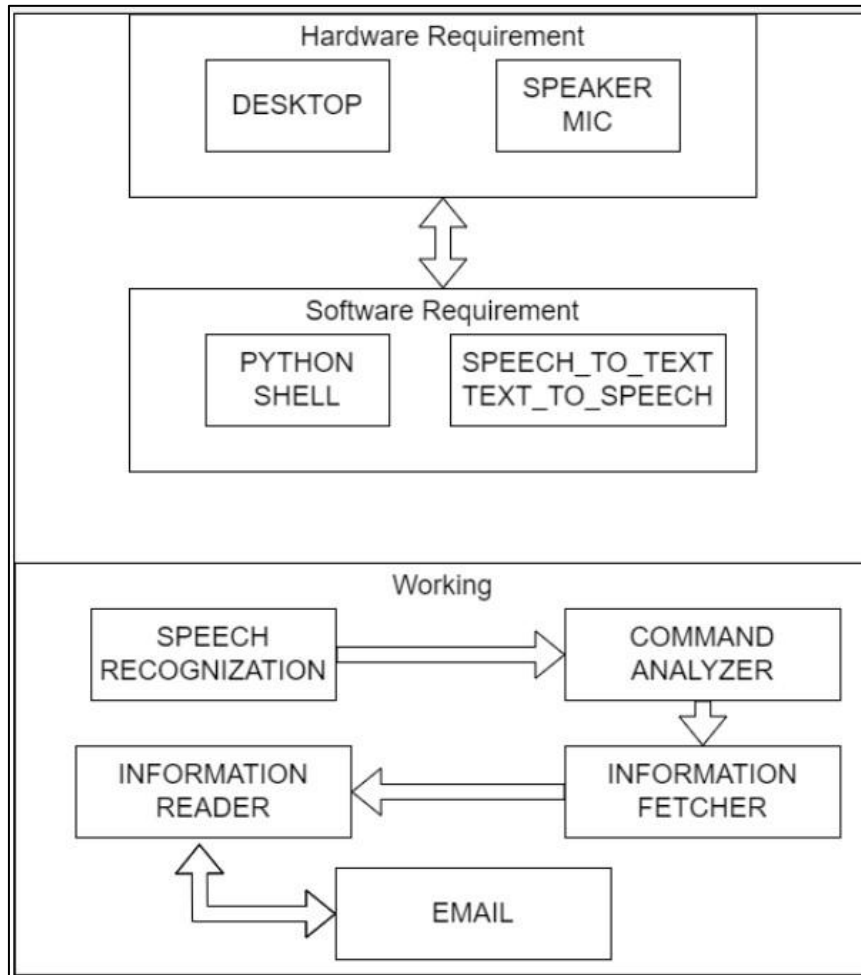 Hardware Requirement
DESKTOP
SPEAKER
MIC
Software Requirement
PYTHON
SHELL
SPEECH_TO_TEXT
TEXT_TO_SPEECH
Working
SPEECH
RECOGNIZATION
COMMAND
ANALYZER
INFORMATION
READER
INFORMATION
FETCHER
EMAIL